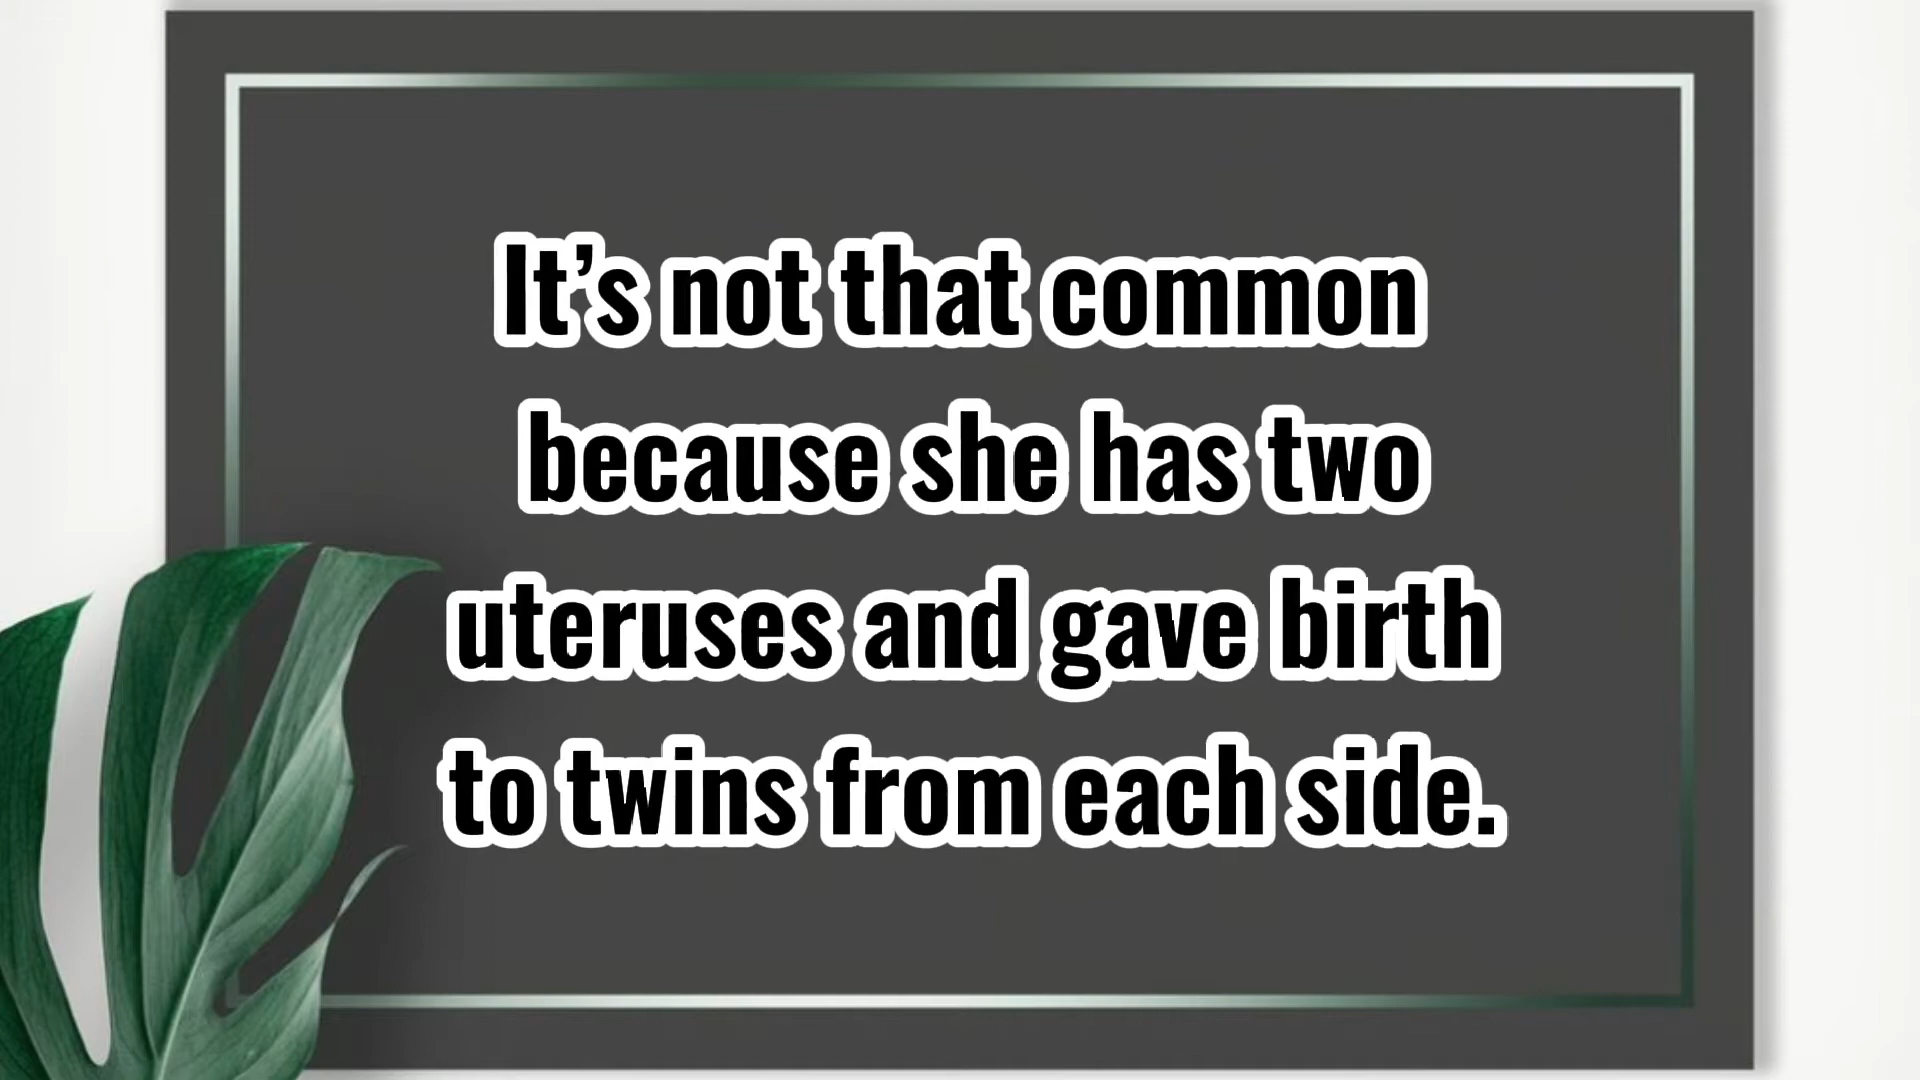 It’s not that common
because she has two
uteruses and gave birth
to twins from each side.